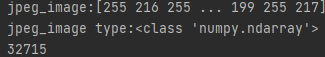 jpeg_image:[255 216 255 ... 199 255 217]
jpeg_image type:<class 'numpy.ndarray'>
32715